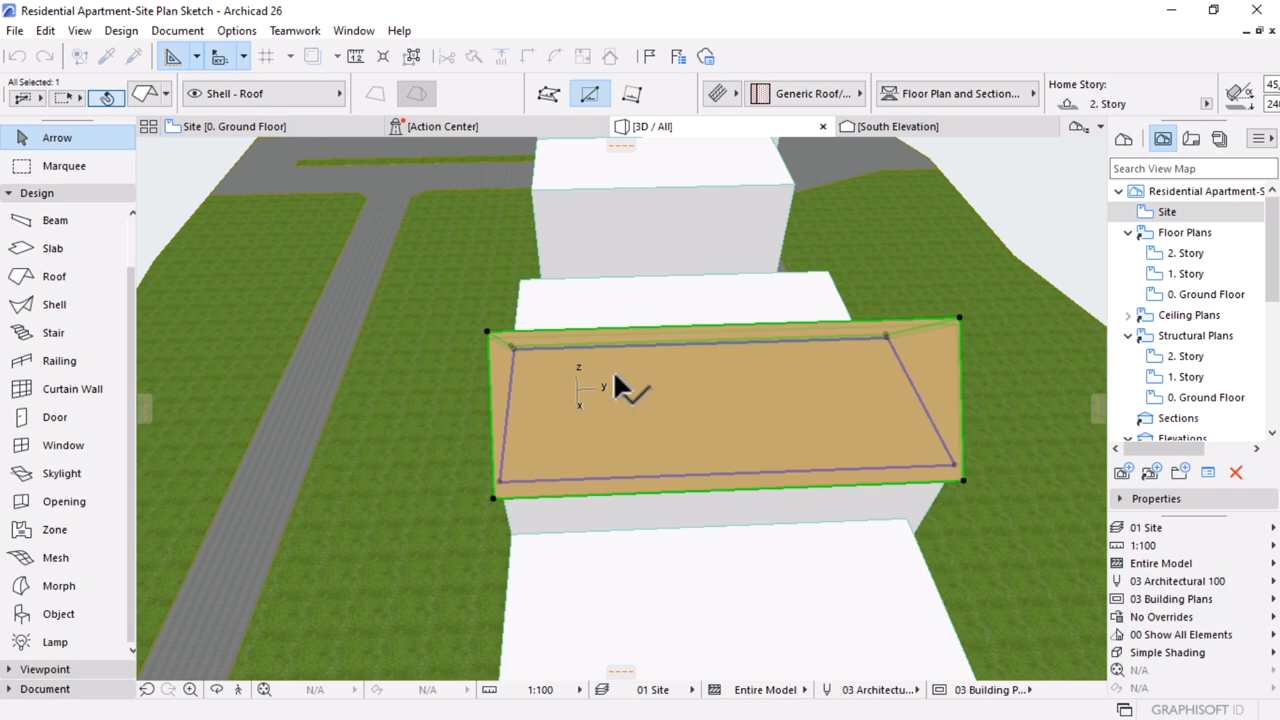 Residential Apartment-Site Plan Sketch - Archicad 26
File Edit View Design Document Options Teamwork Window Help
All Selected: 1
Shell - Roof
Generic Roof/...
Floor Plan and Section...
Home Story:
2. Story
Site [0. Ground Floor]
[Action Center]
[3D / All]
[South Elevation]
Arrow
Marquee
Design
Beam
Slab
Roof
Shell
Stair
Railing
Curtain Wall
Door
Window
Skylight
Opening
Zone
Mesh
Morph
Object
Lamp
Viewpoint
Document
z
y
x
Search View Map
Residential Apartment-S
Site
Floor Plans
2. Story
1. Story
0. Ground Floor
Ceiling Plans
Structural Plans
2. Story
1. Story
0. Ground Floor
Sections
Elevations
Properties
01 Site
1:100
Entire Model
03 Architectural 100
03 Building Plans
No Overrides
00 Show All Elements
Simple Shading
N/A
N/A
N/A N/A 1:100 01 Site Entire Model 03 Architectu... 03 Building P...
GRAPHISOFT ID